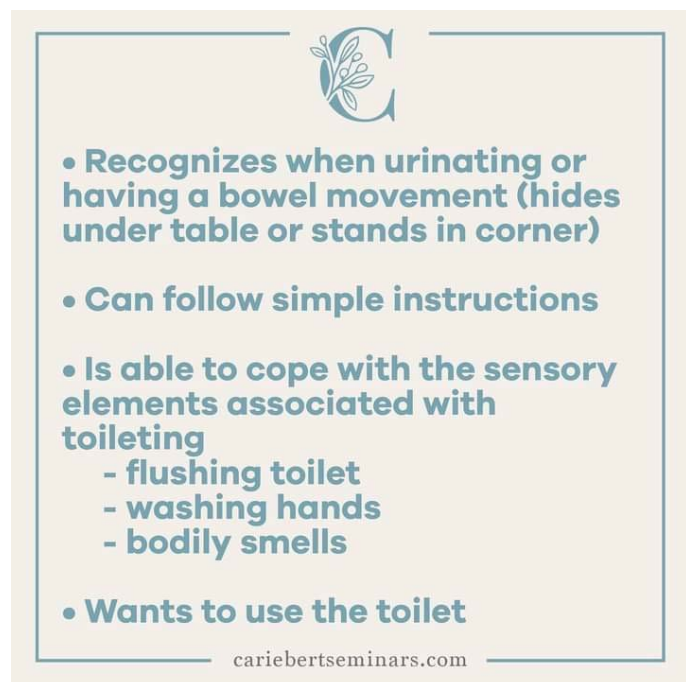 C
• Recognizes when urinating or
having a bowel movement (hides
under table or stands in corner)
• Can follow simple instructions
• Is able to cope with the sensory
elements associated with
toileting
- flushing toilet
- washing hands
- bodily smells
• Wants to use the toilet
cariebertseminars.com